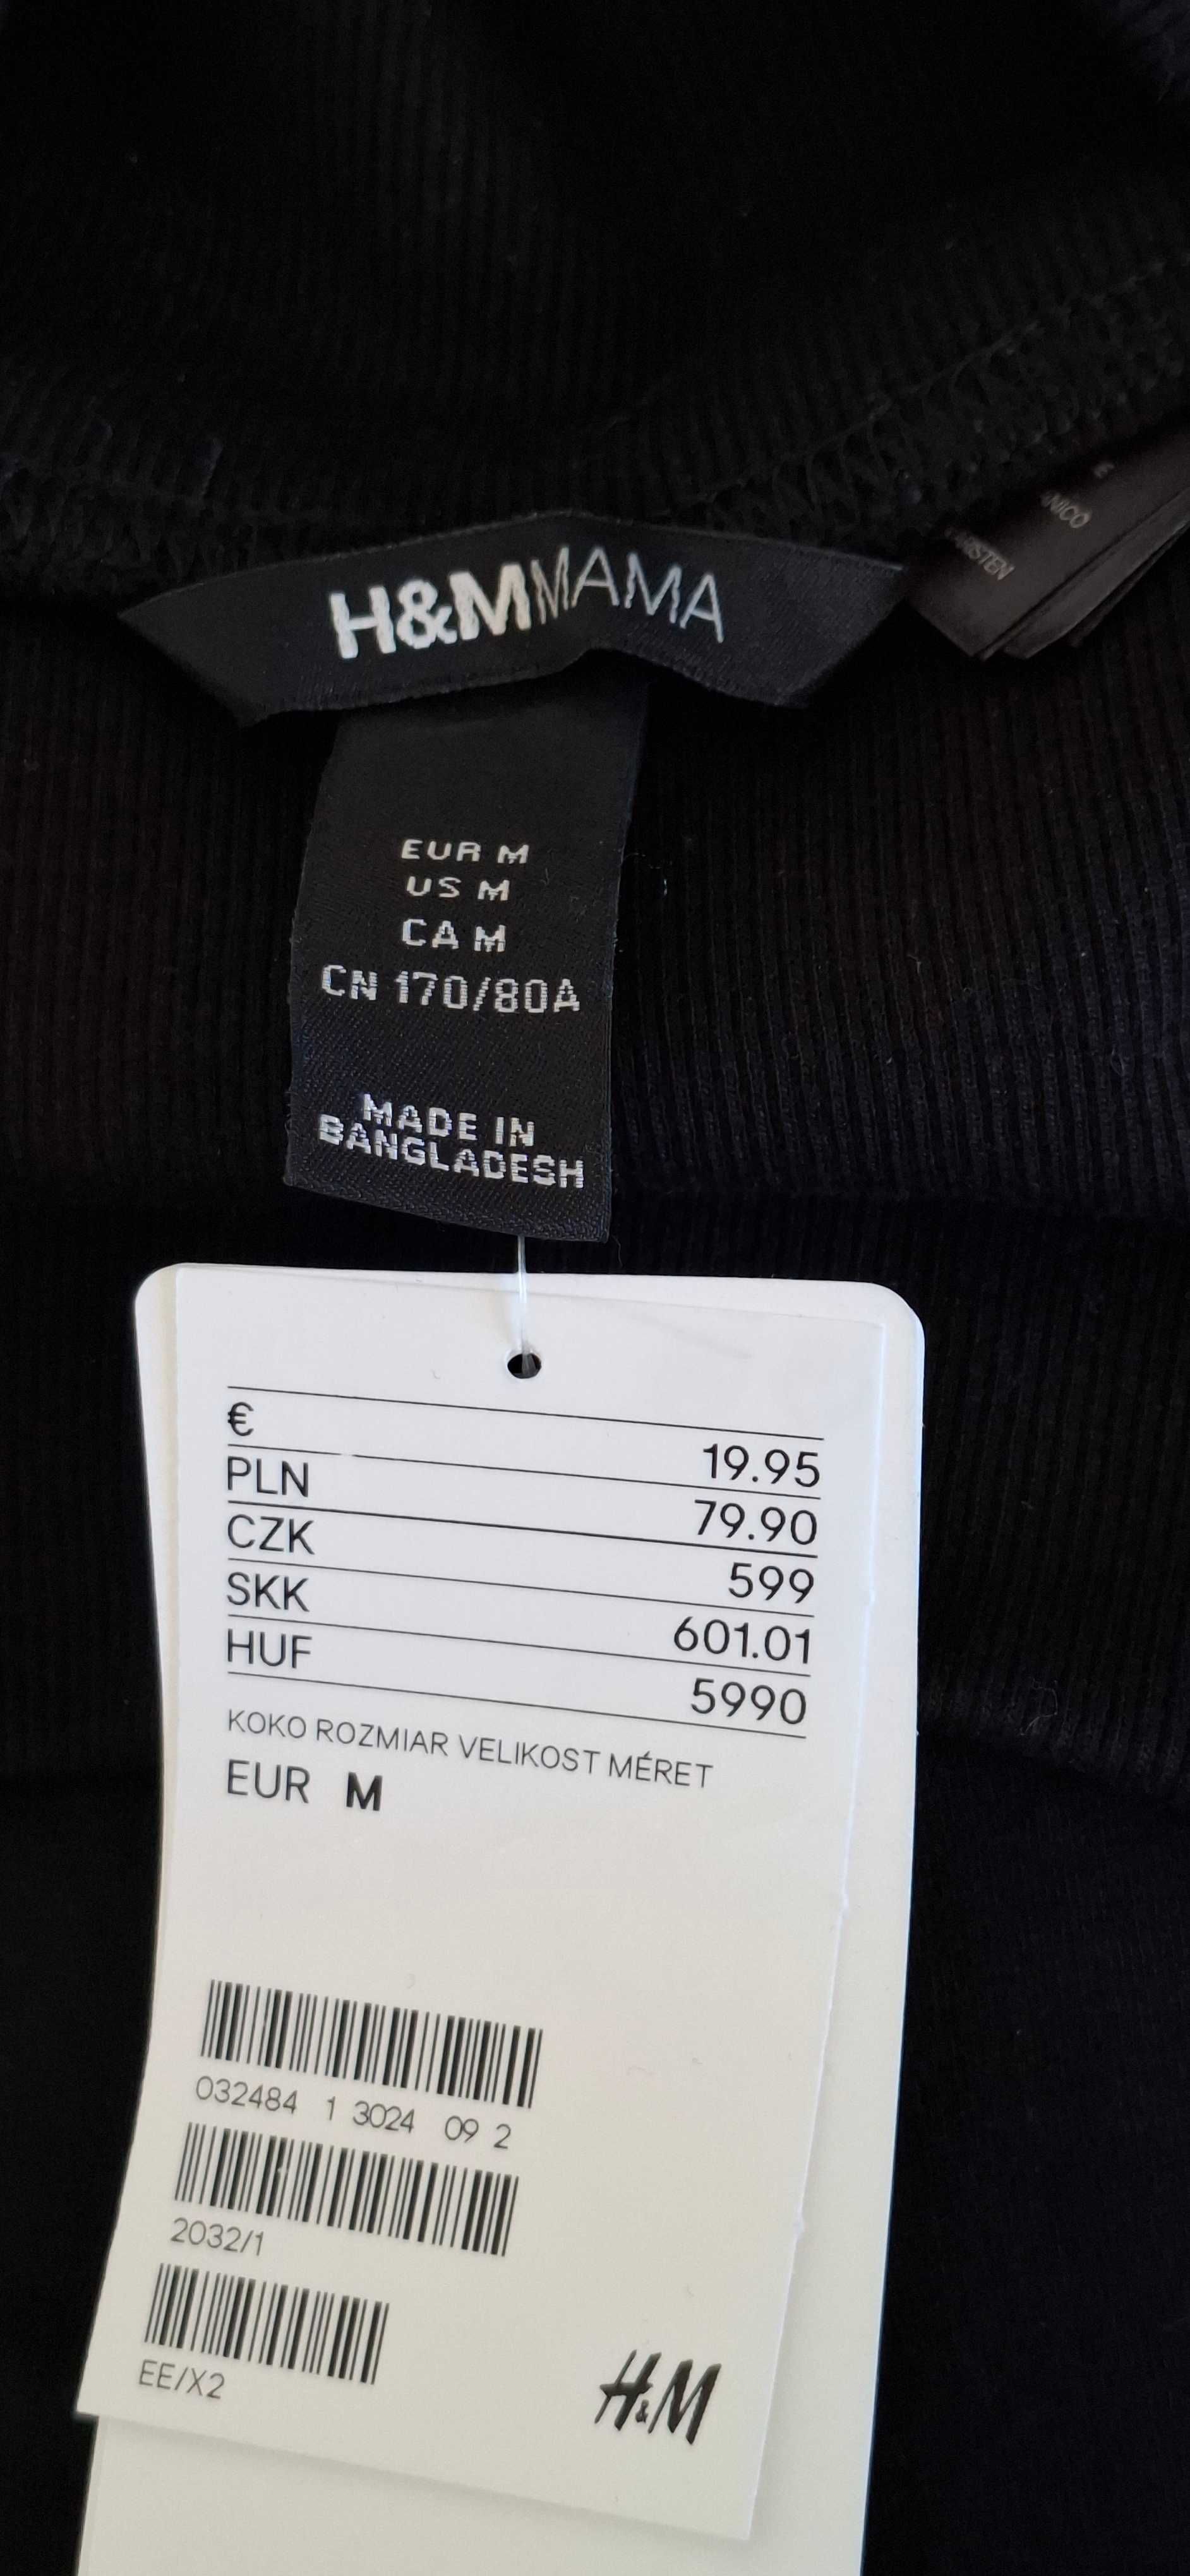 H&MMAMA
EUR M
US M
CA M
CN 170/80A
MADE IN
BANGLADESH
€ 19.95
PLN 79.90
CZK 599
SKK 601.01
HUF 5990
KOKO ROZMIAR VELIKOST MÉRET
EUR M
032484 1 3024 09 2
2032/1
EE/X2
H&M